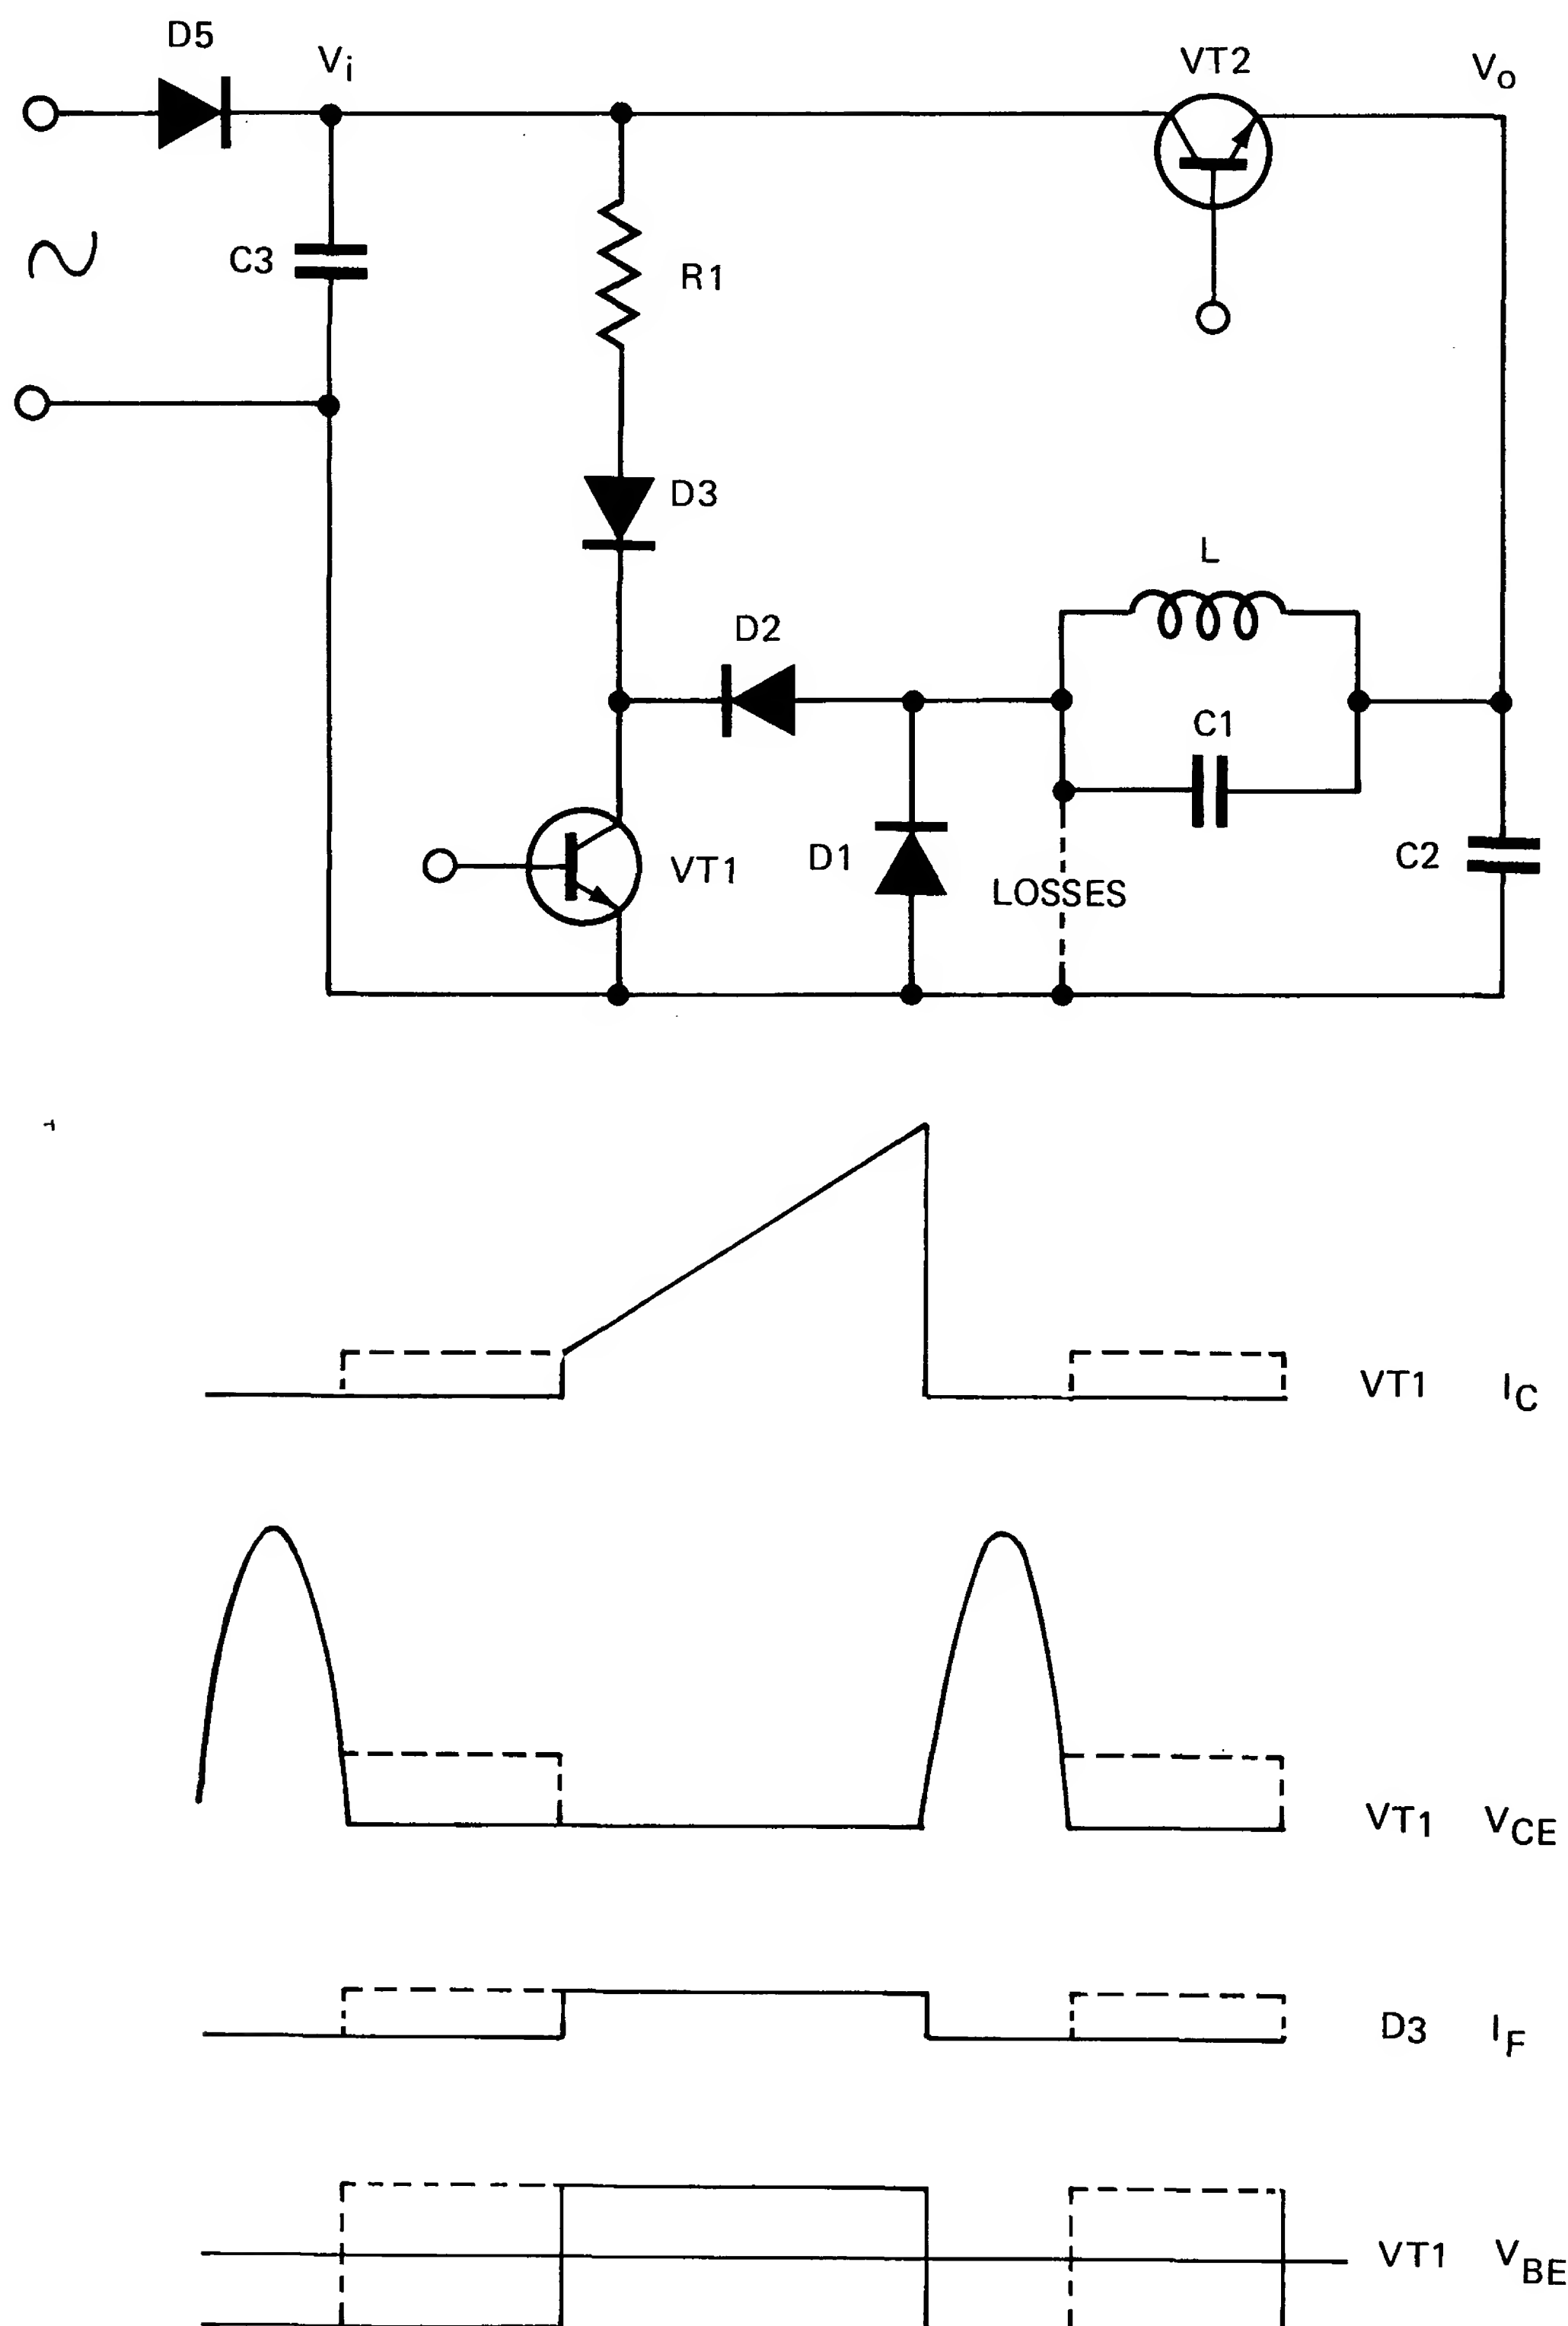 D5
Vi
VT2
Vo
C3
R1
D3
L
D2
C1
VT1
D1
LOSSES
C2
VT1 IC
VT1 VCE
D3 IF
VT1 VBE